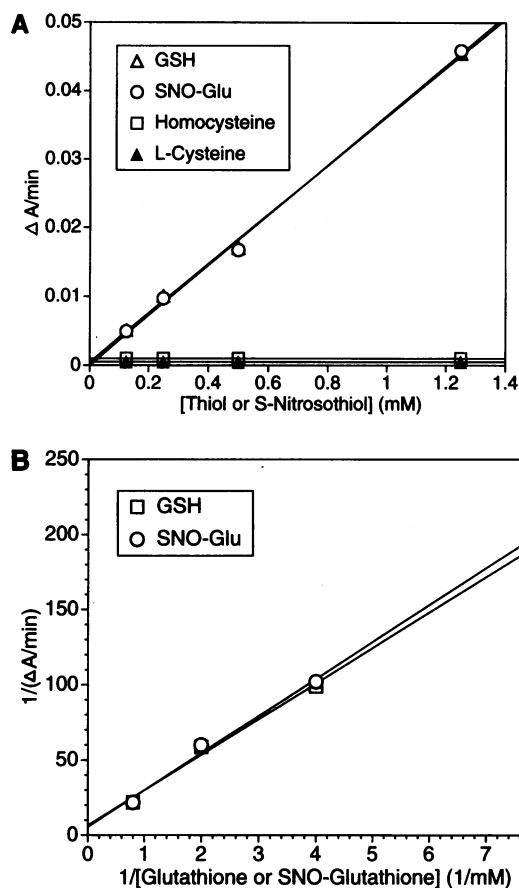 A
0.05
0.04
0.03
0.02
0.01
0
Δ A/min
△ GSH
○ SNO-Glu
□ Homocysteine
▲ L-Cysteine
0 0.2 0.4 0.6 0.8 1.0 1.2 1.4
[Thiol or S-Nitrosothiol] (mM)
B
250
200
150
100
50
0
1/(ΔA/min)
□ GSH
○ SNO-Glu
0 1 2 3 4 5 6 7
1/[Glutathione or SNO-Glutathione] (1/mM)